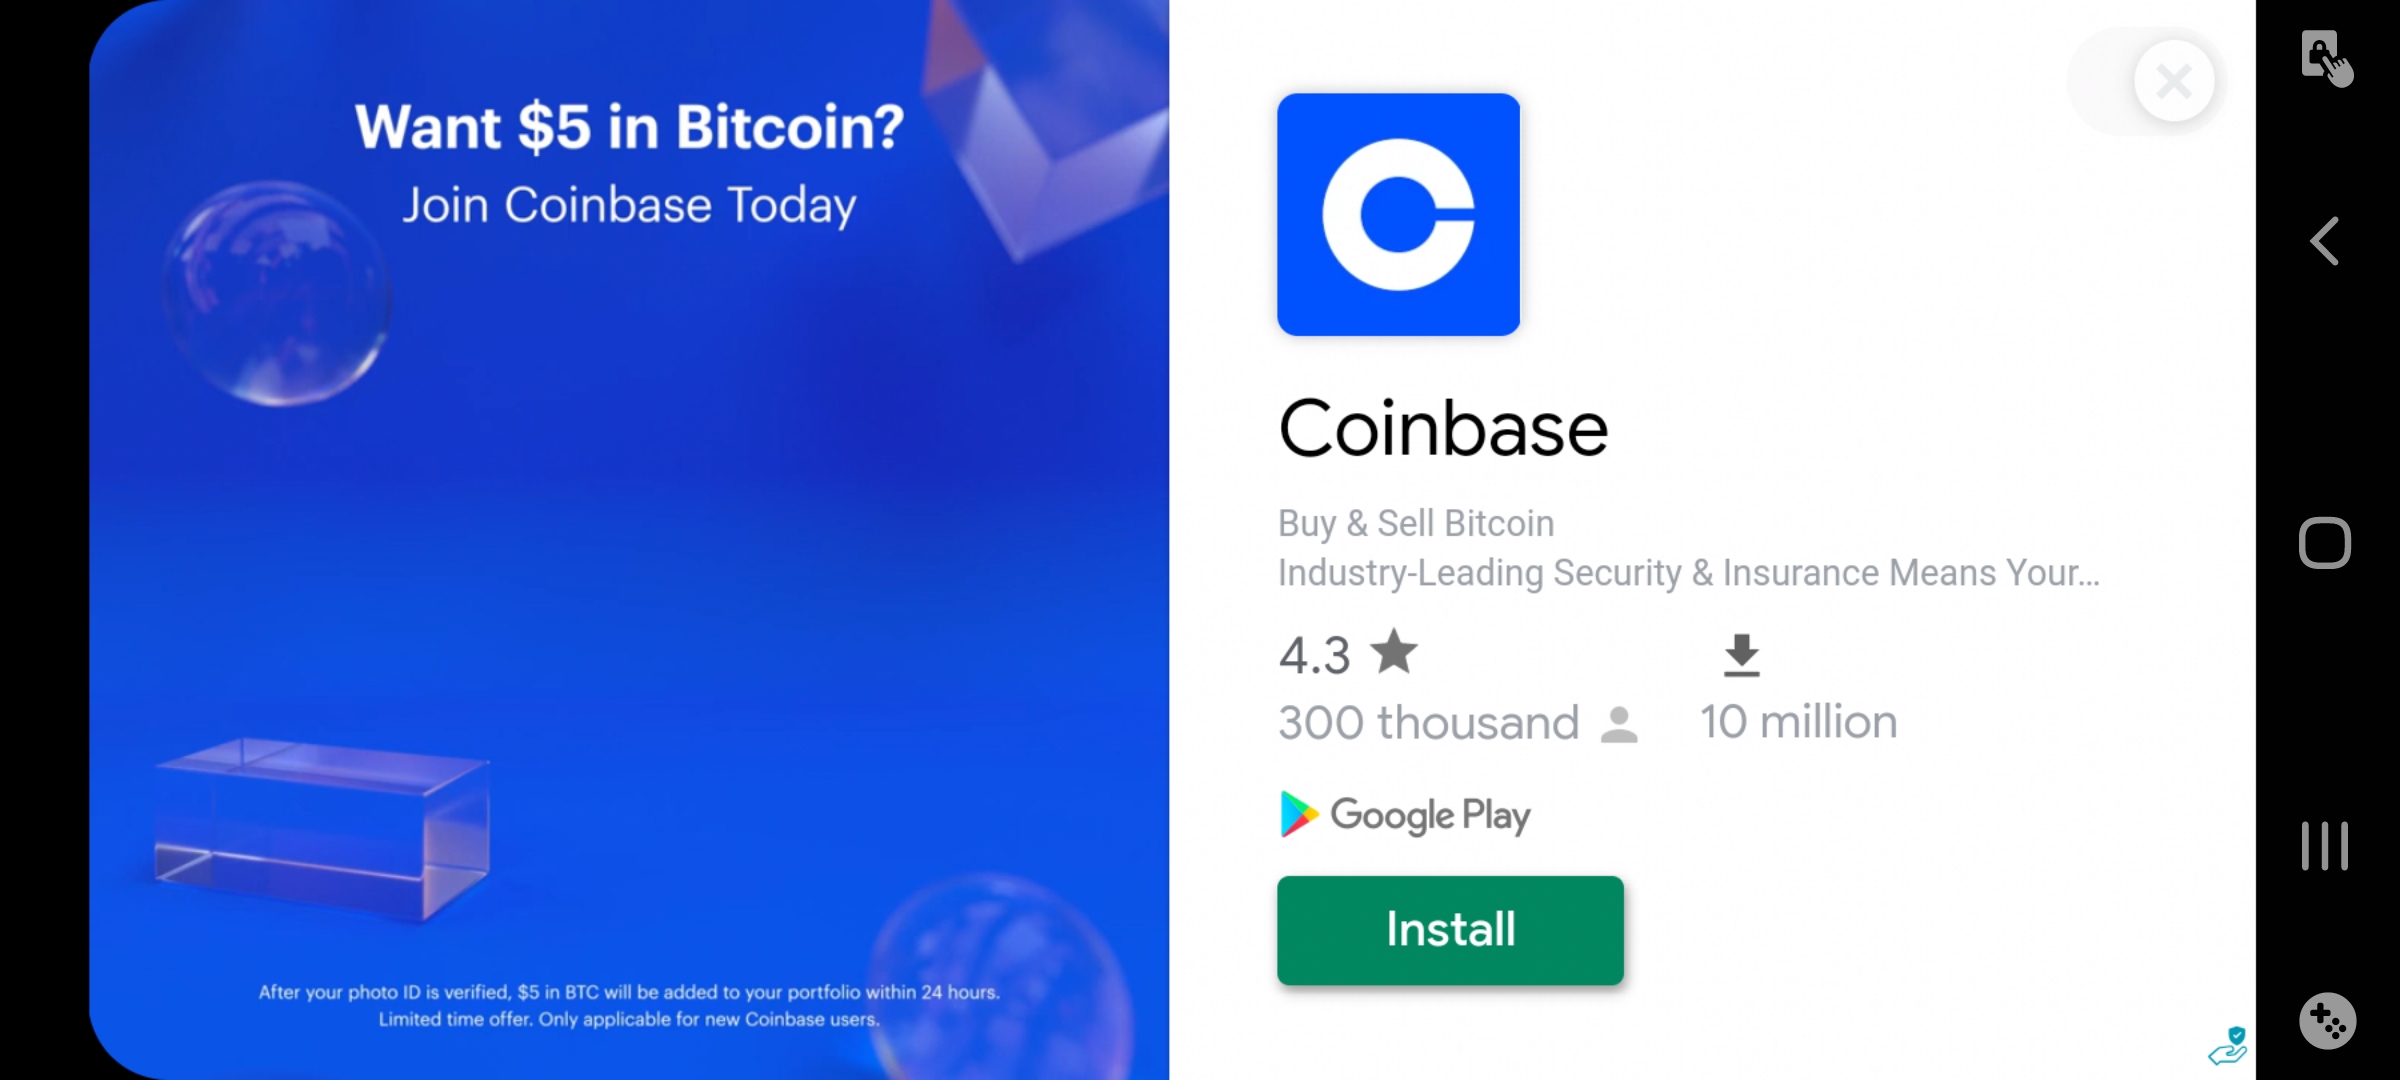 Want $5 in Bitcoin?
Join Coinbase Today
After your photo ID is verified, $5 in BTC will be added to your portfolio within 24 hours.
Limited time offer. Only applicable for new Coinbase users.
Coinbase
Buy & Sell Bitcoin
Industry-Leading Security & Insurance Means Your...
4.3
300 thousand
10 million
Google Play
Install